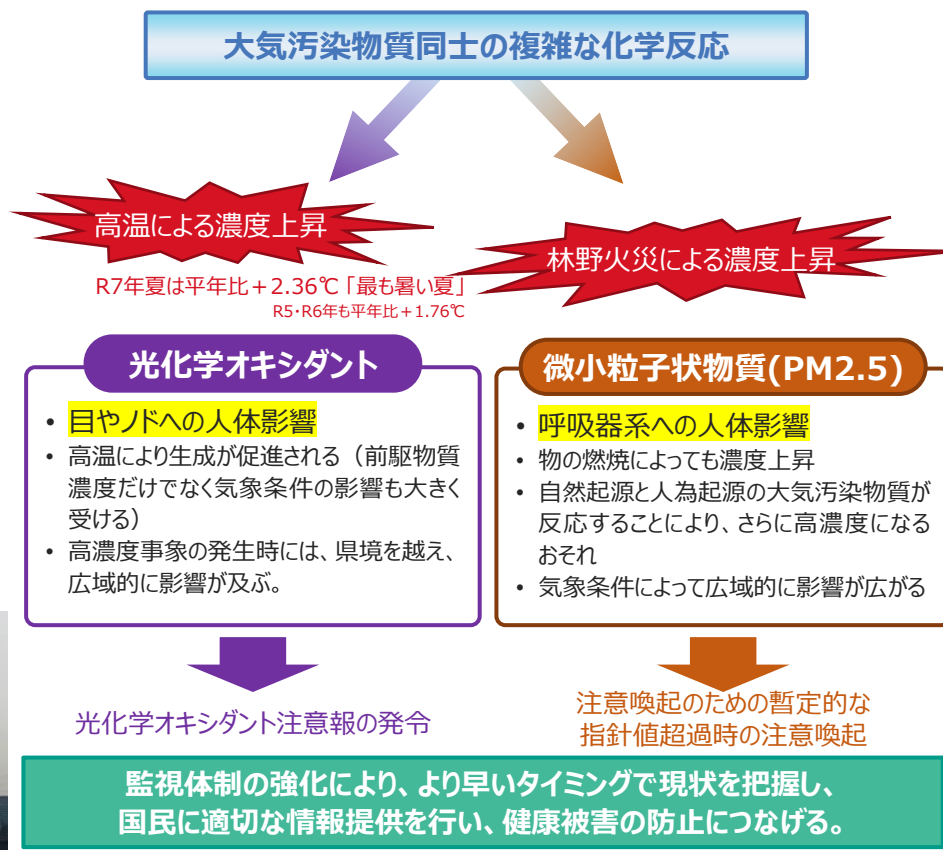 大気汚染物質同士の複雑な化学反応
高温による濃度上昇
R7年夏は平年比＋2.36℃「最も暑い夏」
R5・R6年も平年比＋1.76℃
林野火災による濃度上昇
光化学オキシダント
• 目やノドへの人体影響
• 高温により生成が促進される（前駆物質
濃度だけでなく気象条件の影響も大きく
受ける）
• 高濃度事象の発生時には、県境を越え、
広域的に影響が及ぶ。
光化学オキシダント注意報の発令
微小粒子状物質(PM2.5)
• 呼吸器系への人体影響
• 物の燃焼によっても濃度上昇
• 自然起源と人為起源の大気汚染物質が
反応することにより、さらに高濃度になる
おそれ
• 気象条件によって広域的に影響が広がる
注意喚起のための暫定的な
指針値超過時の注意喚起
監視体制の強化により、より早いタイミングで現状を把握し、
国民に適切な情報提供を行い、健康被害の防止につなげる。